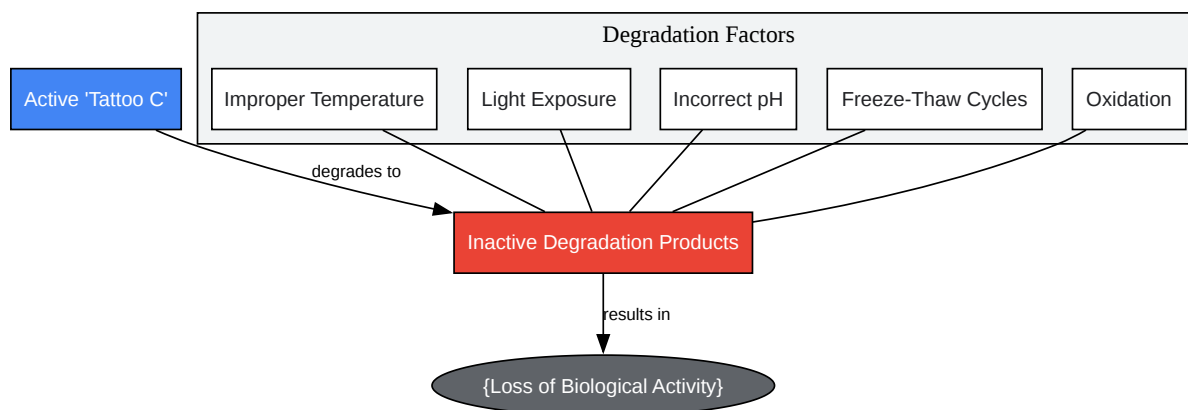 Degradation Factors
Active 'Tattoo C'
Improper Temperature
Light Exposure
Incorrect pH
Freeze-Thaw Cycles
Oxidation
degrades to
Inactive Degradation Products
results in
{Loss of Biological Activity}